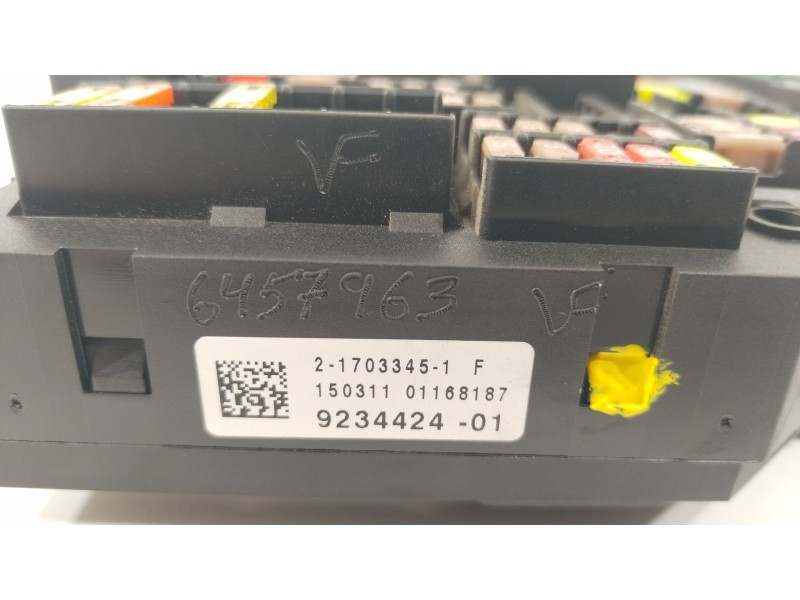 VF
6457963 VF
2-1703345-1 F
150311 01168187
9234424 -01